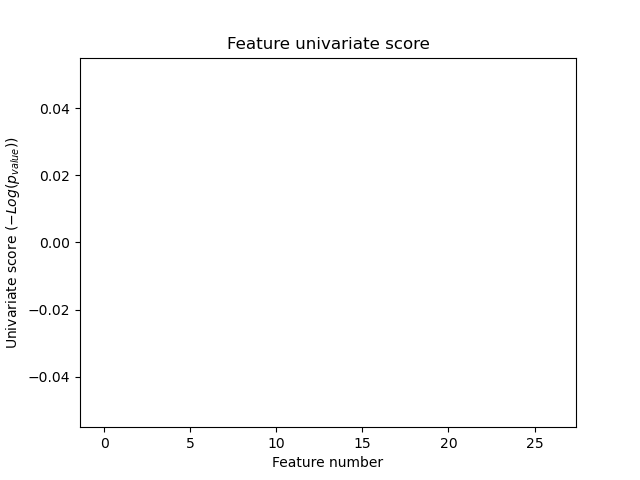 Feature univariate score
Univariate score (−Log(p_value))
0.04
0.02
0.00
−0.02
−0.04
0 5 10 15 20 25
Feature number